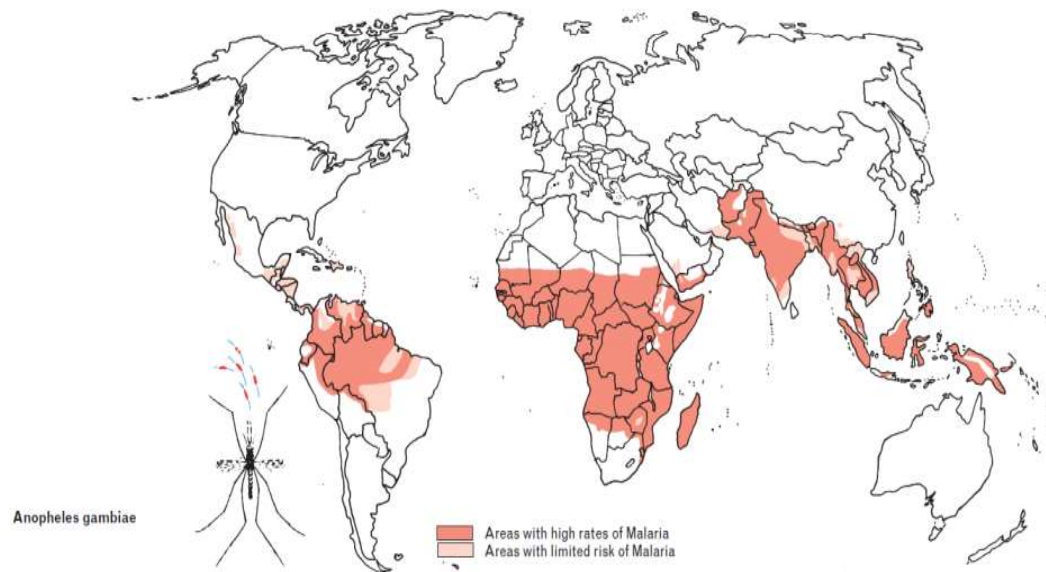 Anopheles gambiae
Areas with high rates of Malaria
Areas with limited risk of Malaria